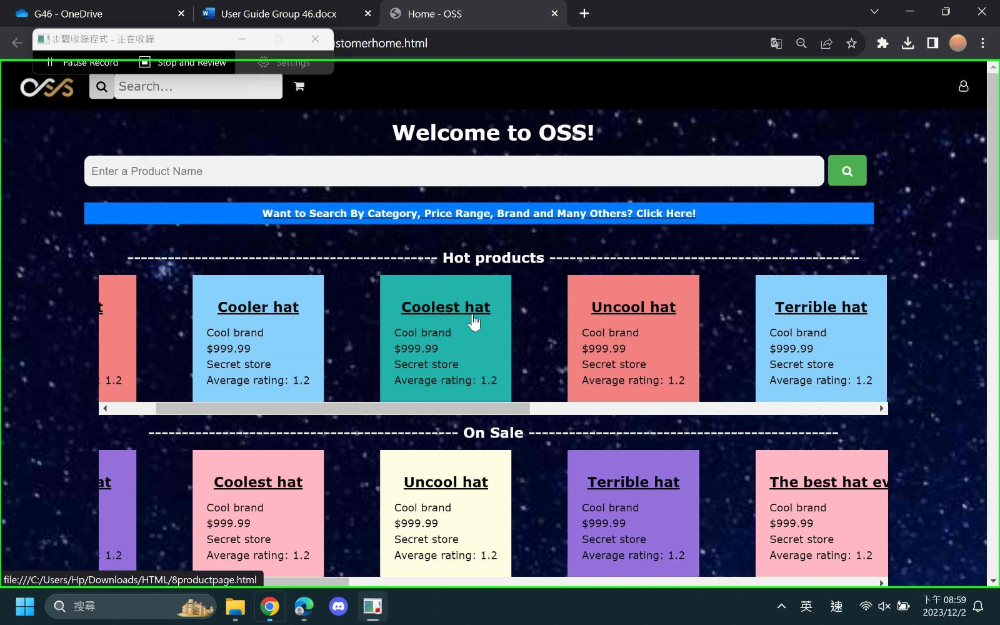 G46 - OneDrive
User Guide Group 46.docx
Home - OSS
步驟收錄程式 - 正在收錄
stomerhome.html
Pause Record
Stop and Review
Settings
OSS
Search...
Welcome to OSS!
Enter a Product Name
Want to Search By Category, Price Range, Brand and Many Others? Click Here!
---------------------------------------------- Hot products ----------------------------------------------
t
: 1.2
Cooler hat
Cool brand
$999.99
Secret store
Average rating: 1.2
Coolest hat
Cool brand
$999.99
Secret store
Average rating: 1.2
Uncool hat
Cool brand
$999.99
Secret store
Average rating: 1.2
Terrible hat
Cool brand
$999.99
Secret store
Average rating: 1.2
---------------------------------------------- On Sale ----------------------------------------------
at
: 1.2
Coolest hat
Cool brand
$999.99
Secret store
Average rating: 1.2
Uncool hat
Cool brand
$999.99
Secret store
Average rating: 1.2
Terrible hat
Cool brand
$999.99
Secret store
Average rating: 1.2
The best hat ev
Cool brand
$999.99
Secret store
Average rating: 1.2
file:///C:/Users/Hp/Downloads/HTML/8productpage.html
搜尋
英
速
下午 08:59
2023/12/2